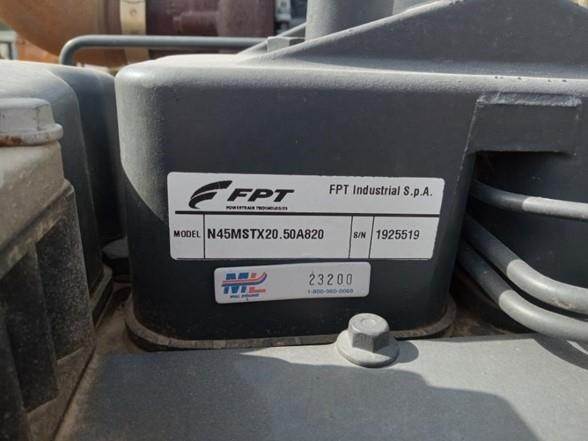 FPT
POWERTRAIN TECHNOLOGIES
FPT Industrial S.p.A.
MODEL N45MSTX20.50A820 S/N 1925519
ML 23200